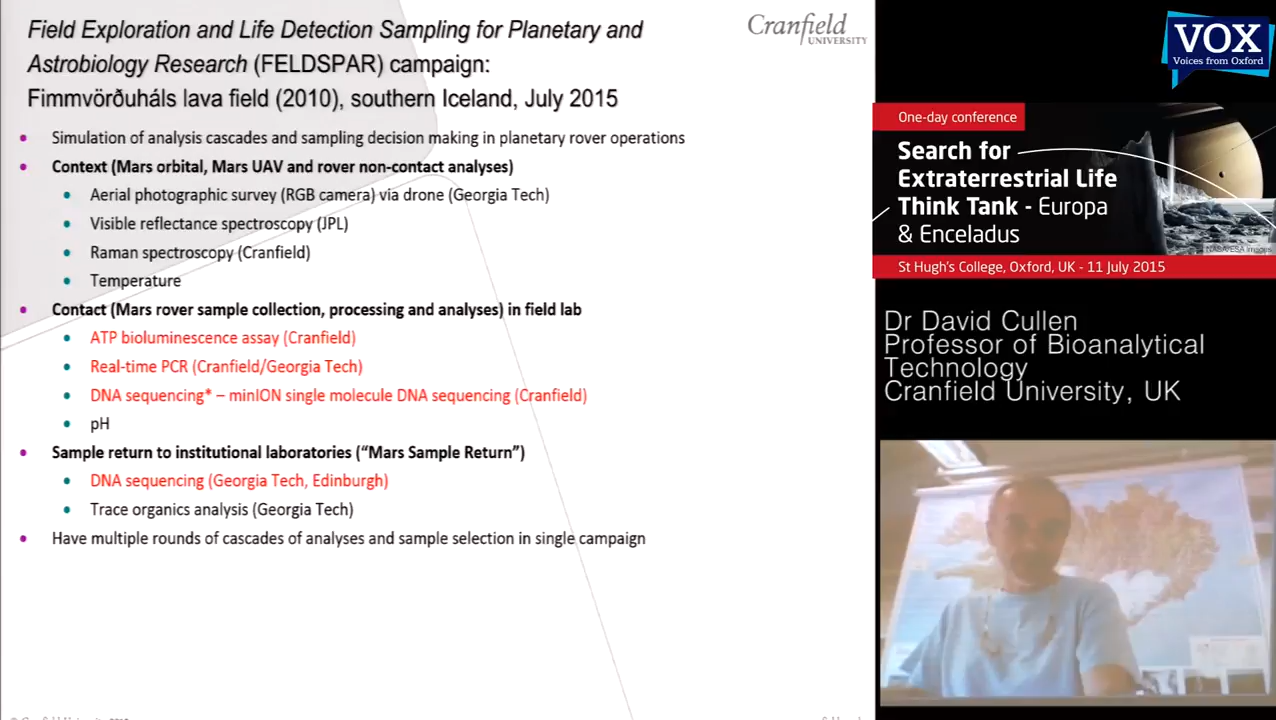 Field Exploration and Life Detection Sampling for Planetary and
Astrobiology Research (FELDSPAR) campaign:
Fimmvörðuháls lava field (2010), southern Iceland, July 2015
Cranfield
UNIVERSITY
Simulation of analysis cascades and sampling decision making in planetary rover operations
Context (Mars orbital, Mars UAV and rover non-contact analyses)
Aerial photographic survey (RGB camera) via drone (Georgia Tech)
Visible reflectance spectroscopy (JPL)
Raman spectroscopy (Cranfield)
Temperature
Contact (Mars rover sample collection, processing and analyses) in field lab
ATP bioluminescence assay (Cranfield)
Real-time PCR (Cranfield/Georgia Tech)
DNA sequencing* – minION single molecule DNA sequencing (Cranfield)
pH
Sample return to institutional laboratories (“Mars Sample Return”)
DNA sequencing (Georgia Tech, Edinburgh)
Trace organics analysis (Georgia Tech)
Have multiple rounds of cascades of analyses and sample selection in single campaign
VOX
Voices from Oxford
One-day conference
Search for
Extraterrestrial Life
Think Tank - Europa
& Enceladus
NASA/ESA Images
St Hugh's College, Oxford, UK - 11 July 2015
Dr David Cullen
Professor of Bioanalytical
Technology
Cranfield University, UK